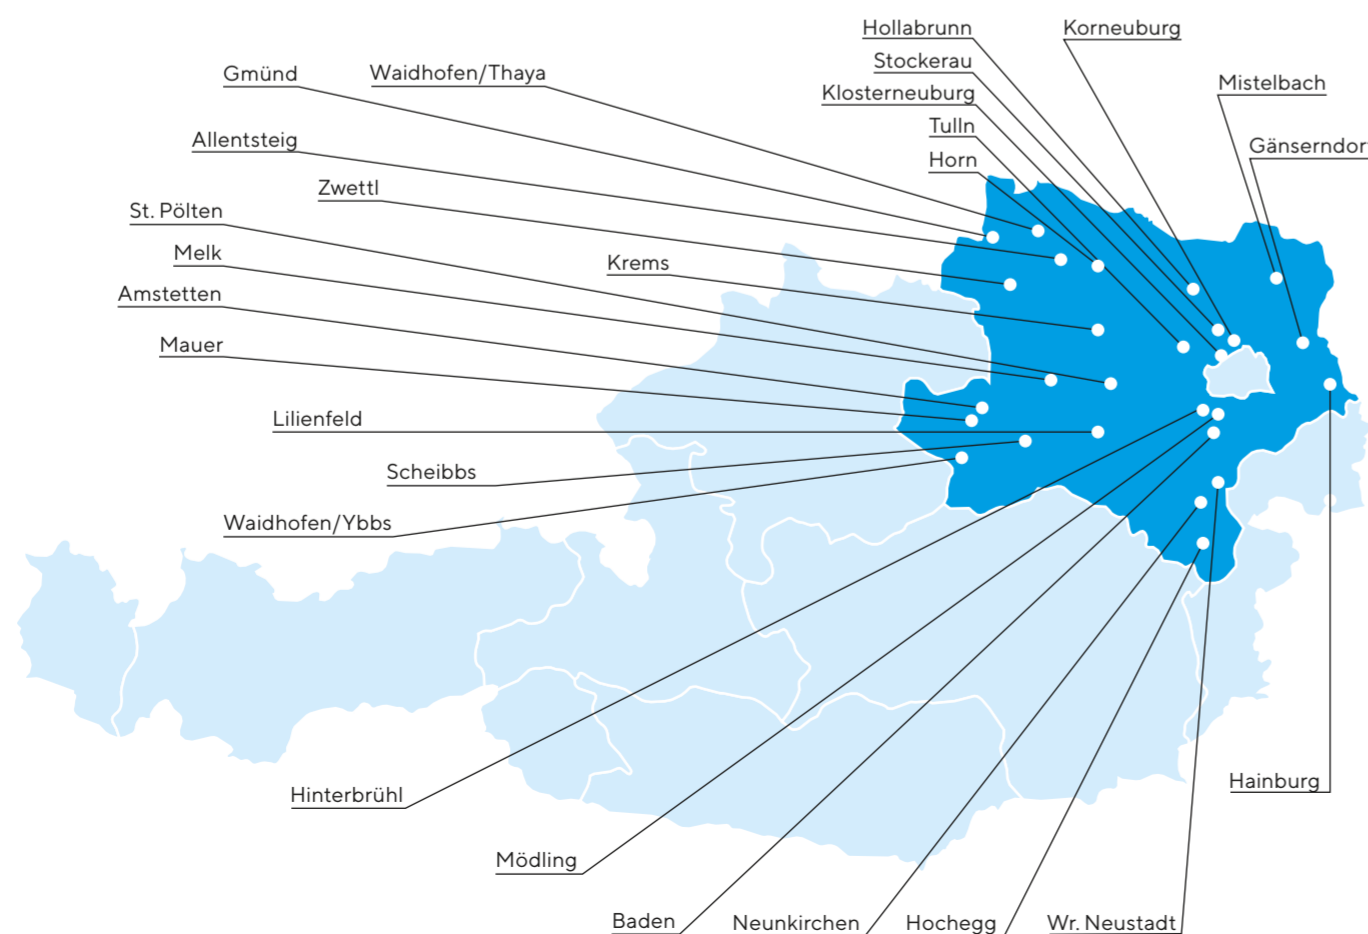 Hollabrunn
Korneuburg
Stockerau
Gmünd
Waidhofen/Thaya
Mistelbach
Klosterneuburg
Tulln
Allentsteig
Gänserndorf
Horn
Zwettl
St. Pölten
Melk
Krems
Amstetten
Mauer
Lilienfeld
Scheibbs
Waidhofen/Ybbs
Hinterbrühl
Hainburg
Mödling
Baden
Neunkirchen
Hochegg
Wr. Neustadt